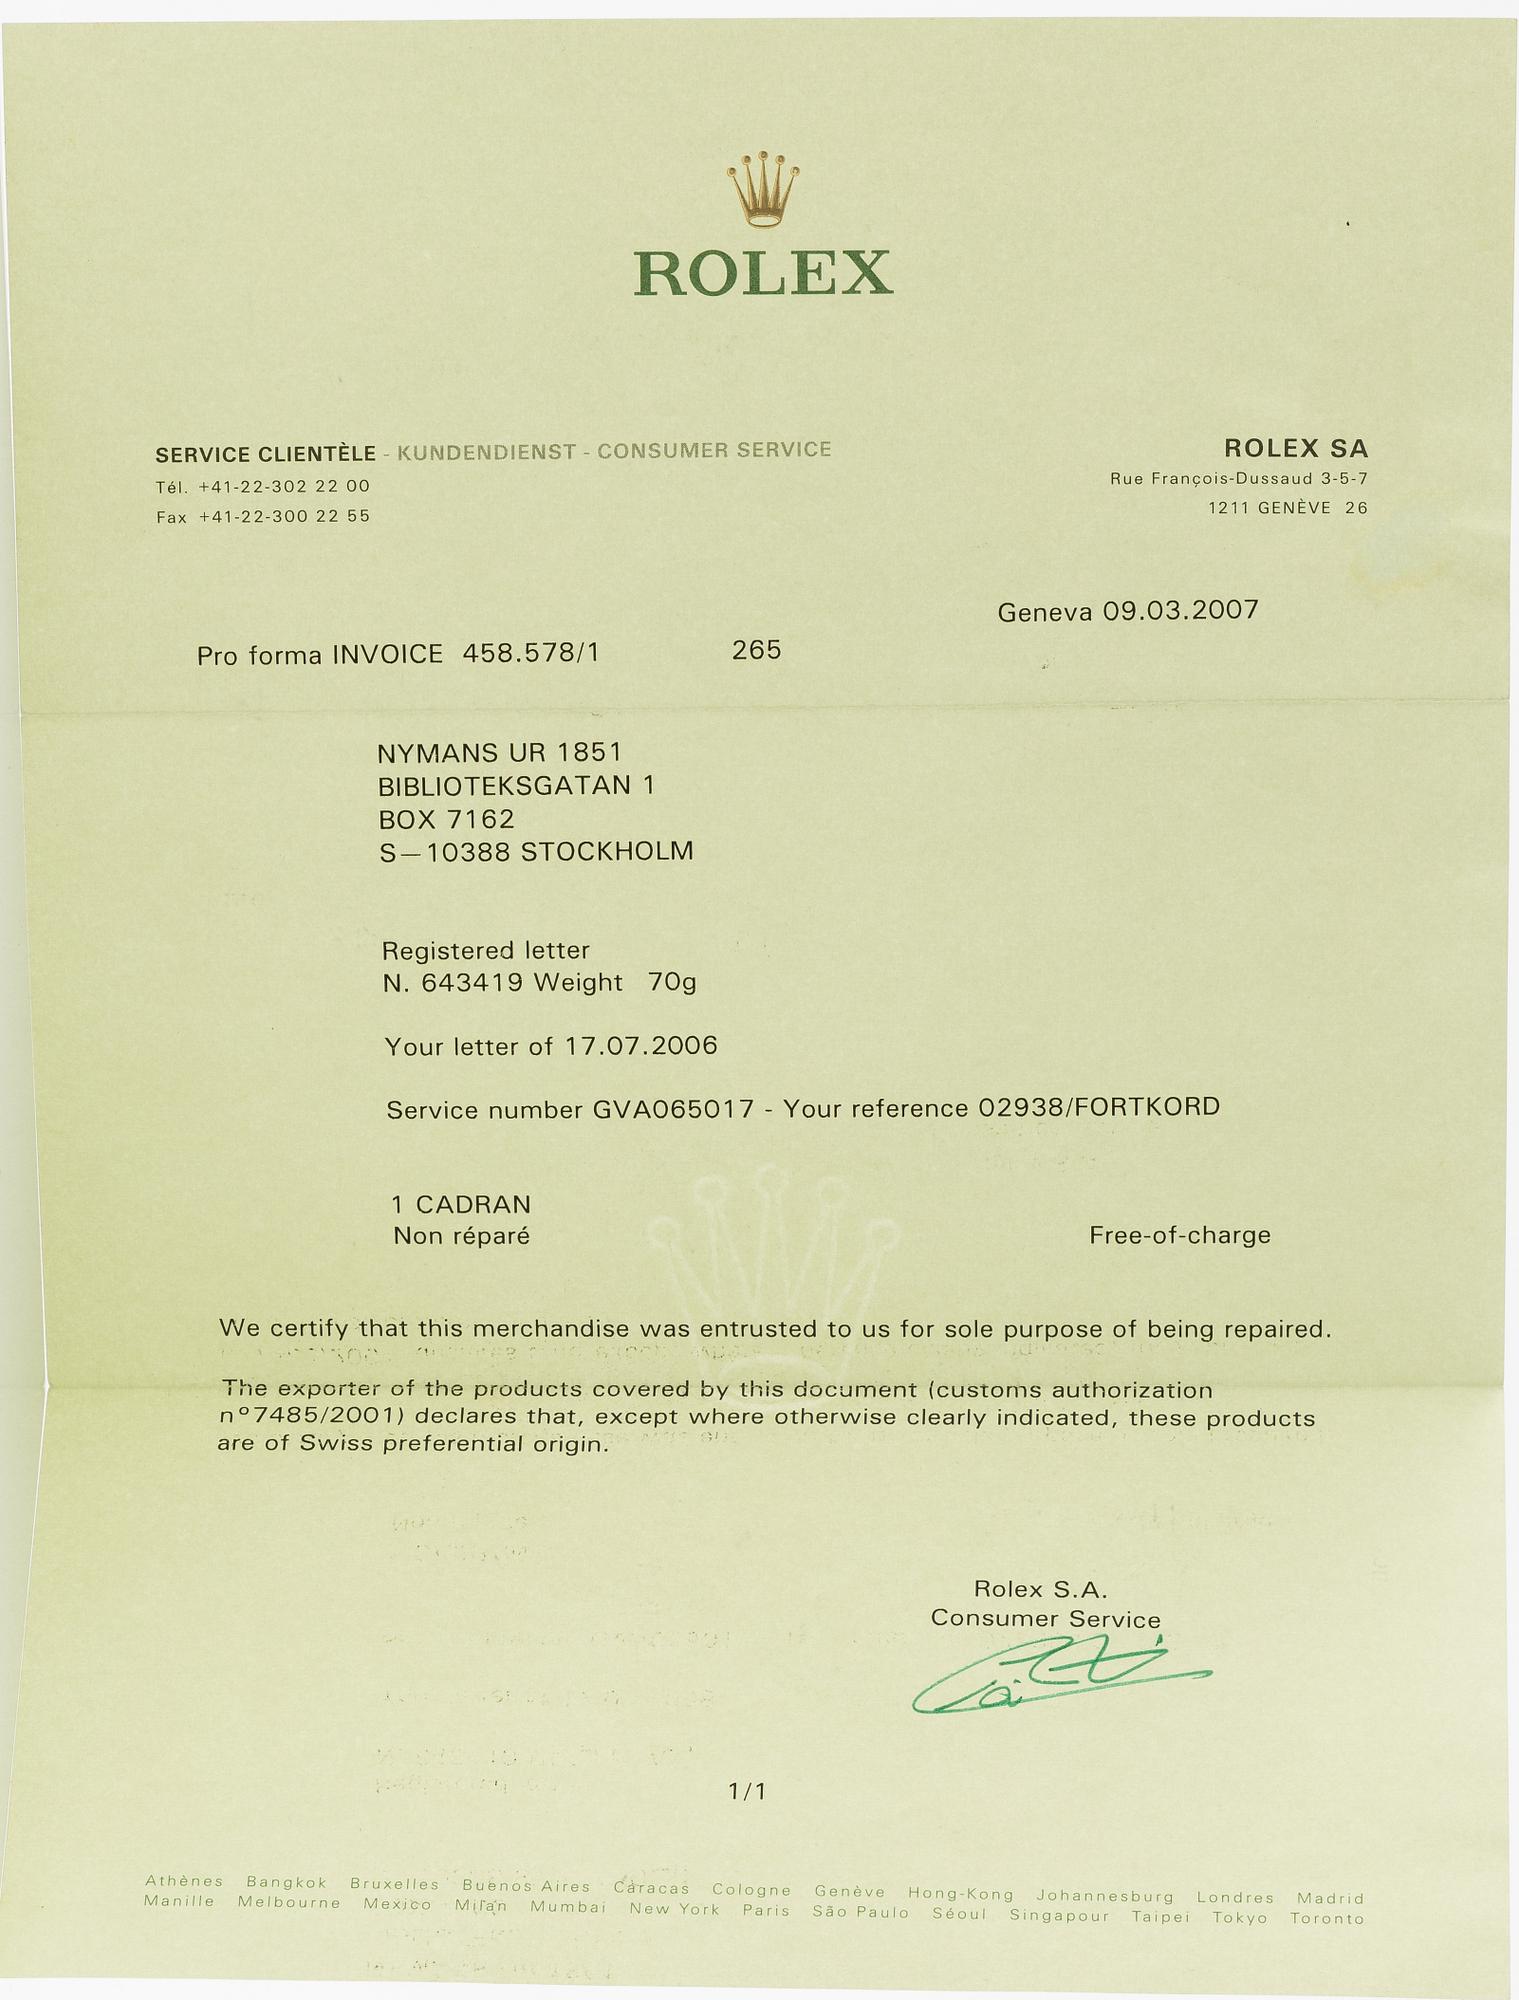 ROLEX
SERVICE CLIENTÈLE - KUNDENDIENST - CONSUMER SERVICE
Tél. +41-22-302 22 00
Fax +41-22-300 22 55
ROLEX SA
Rue François-Dussaud 3-5-7
1211 GENÈVE 26
Geneva 09.03.2007
Pro forma INVOICE 458.578/1 265
NYMANS UR 1851
BIBLIOTEKSGATAN 1
BOX 7162
S—10388 STOCKHOLM
Registered letter
N. 643419 Weight 70g
Your letter of 17.07.2006
Service number GVA065017 - Your reference 02938/FORTKORD
1 CADRAN
Non réparé Free-of-charge
We certify that this merchandise was entrusted to us for sole purpose of being repaired.
The exporter of the products covered by this document (customs authorization
n°7485/2001) declares that, except where otherwise clearly indicated, these products
are of Swiss preferential origin.
Rolex S.A.
Consumer Service
1/1
Athènes Bangkok Bruxelles Buenos Aires Caracas Cologne Genève Hong-Kong Johannesburg Londres Madrid
Manille Melbourne Mexico Milan Mumbai New York Paris São Paulo Séoul Singapour Taipei Tokyo Toronto